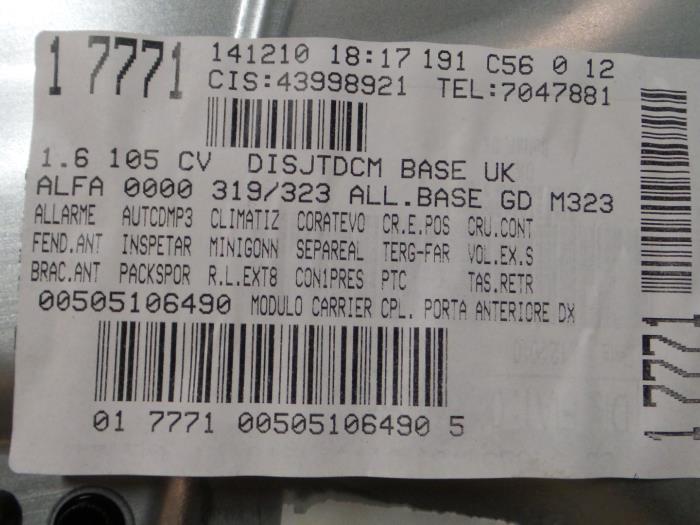 1 7771
141210 18:17 191 C56 0 12
CIS:43998921 TEL:7047881
1.6 105 CV DISJTDCM BASE UK
ALFA 0000 319/323 ALL.BASE GD M323
ALLARME AUTCDMP3 CLIMATIZ CORATEVO CR.E.POS CRU.CONT
FEND.ANT INSPETAR MINIGONN SEPAREAL TERG-FAR VOL.EX.S
BRAC.ANT PACKSPOR R.L.EXT8 CON1PRES PTC TAS.RETR
00505106490 MODULO CARRIER CPL. PORTA ANTERIORE DX
01 7771 00505106490 5
1 7771